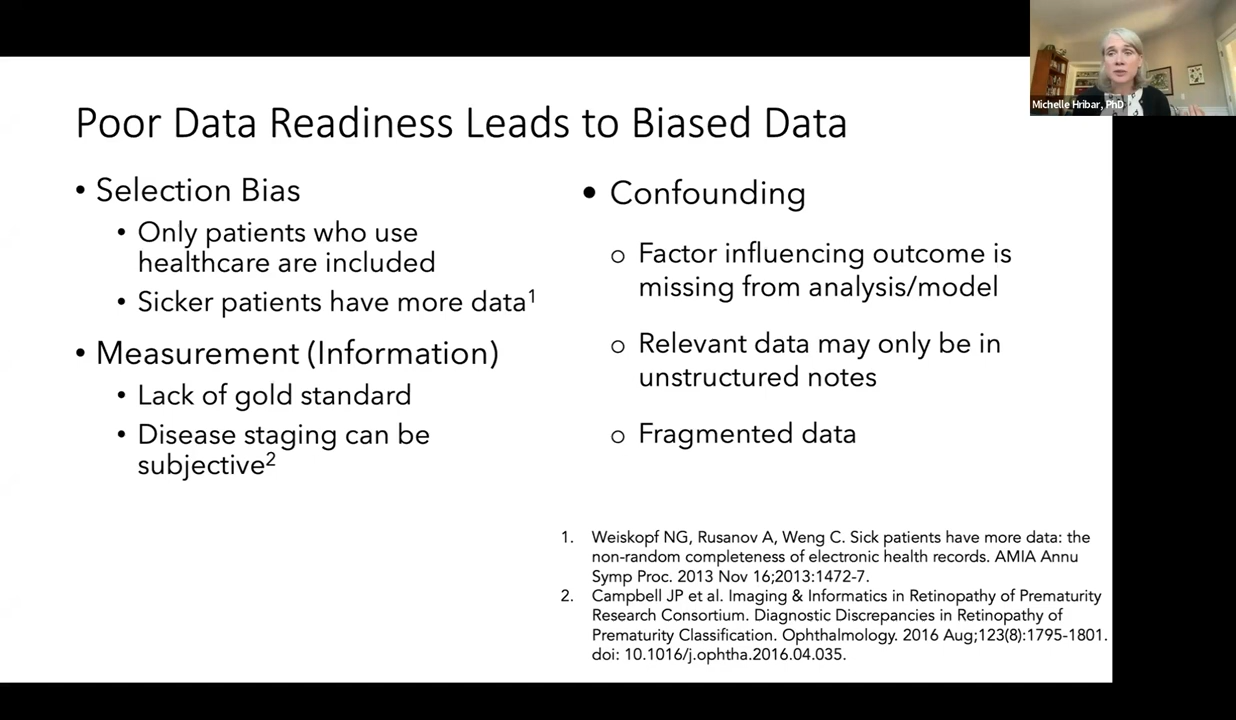 Michelle Hribar, PhD
Poor Data Readiness Leads to Biased Data
• Selection Bias
• Only patients who use
healthcare are included
• Sicker patients have more data1
• Measurement (Information)
• Lack of gold standard
• Disease staging can be
subjective2
• Confounding
o Factor influencing outcome is
missing from analysis/model
o Relevant data may only be in
unstructured notes
o Fragmented data
1. Weiskopf NG, Rusanov A, Weng C. Sick patients have more data: the
non-random completeness of electronic health records. AMIA Annu
Symp Proc. 2013 Nov 16;2013:1472-7.
2. Campbell JP et al. Imaging & Informatics in Retinopathy of Prematurity
Research Consortium. Diagnostic Discrepancies in Retinopathy of
Prematurity Classification. Ophthalmology. 2016 Aug;123(8):1795-1801.
doi: 10.1016/j.ophtha.2016.04.035.